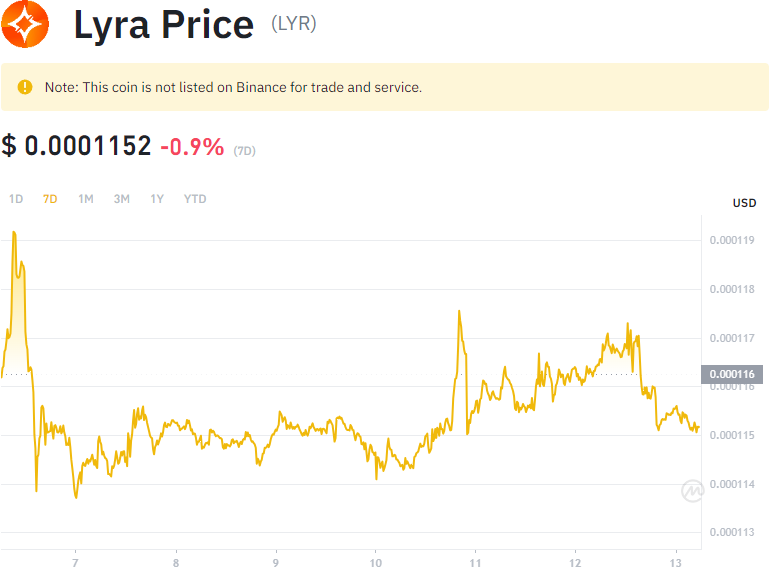 Lyra Price (LYR)
Note: This coin is not listed on Binance for trade and service.
$ 0.0001152 -0.9% (7D)
1D 7D 1M 3M 1Y YTD
USD
0.000119
0.000118
0.000117
0.000116
0.000116
0.000115
0.000114
0.000113
7 8 9 10 11 12 13